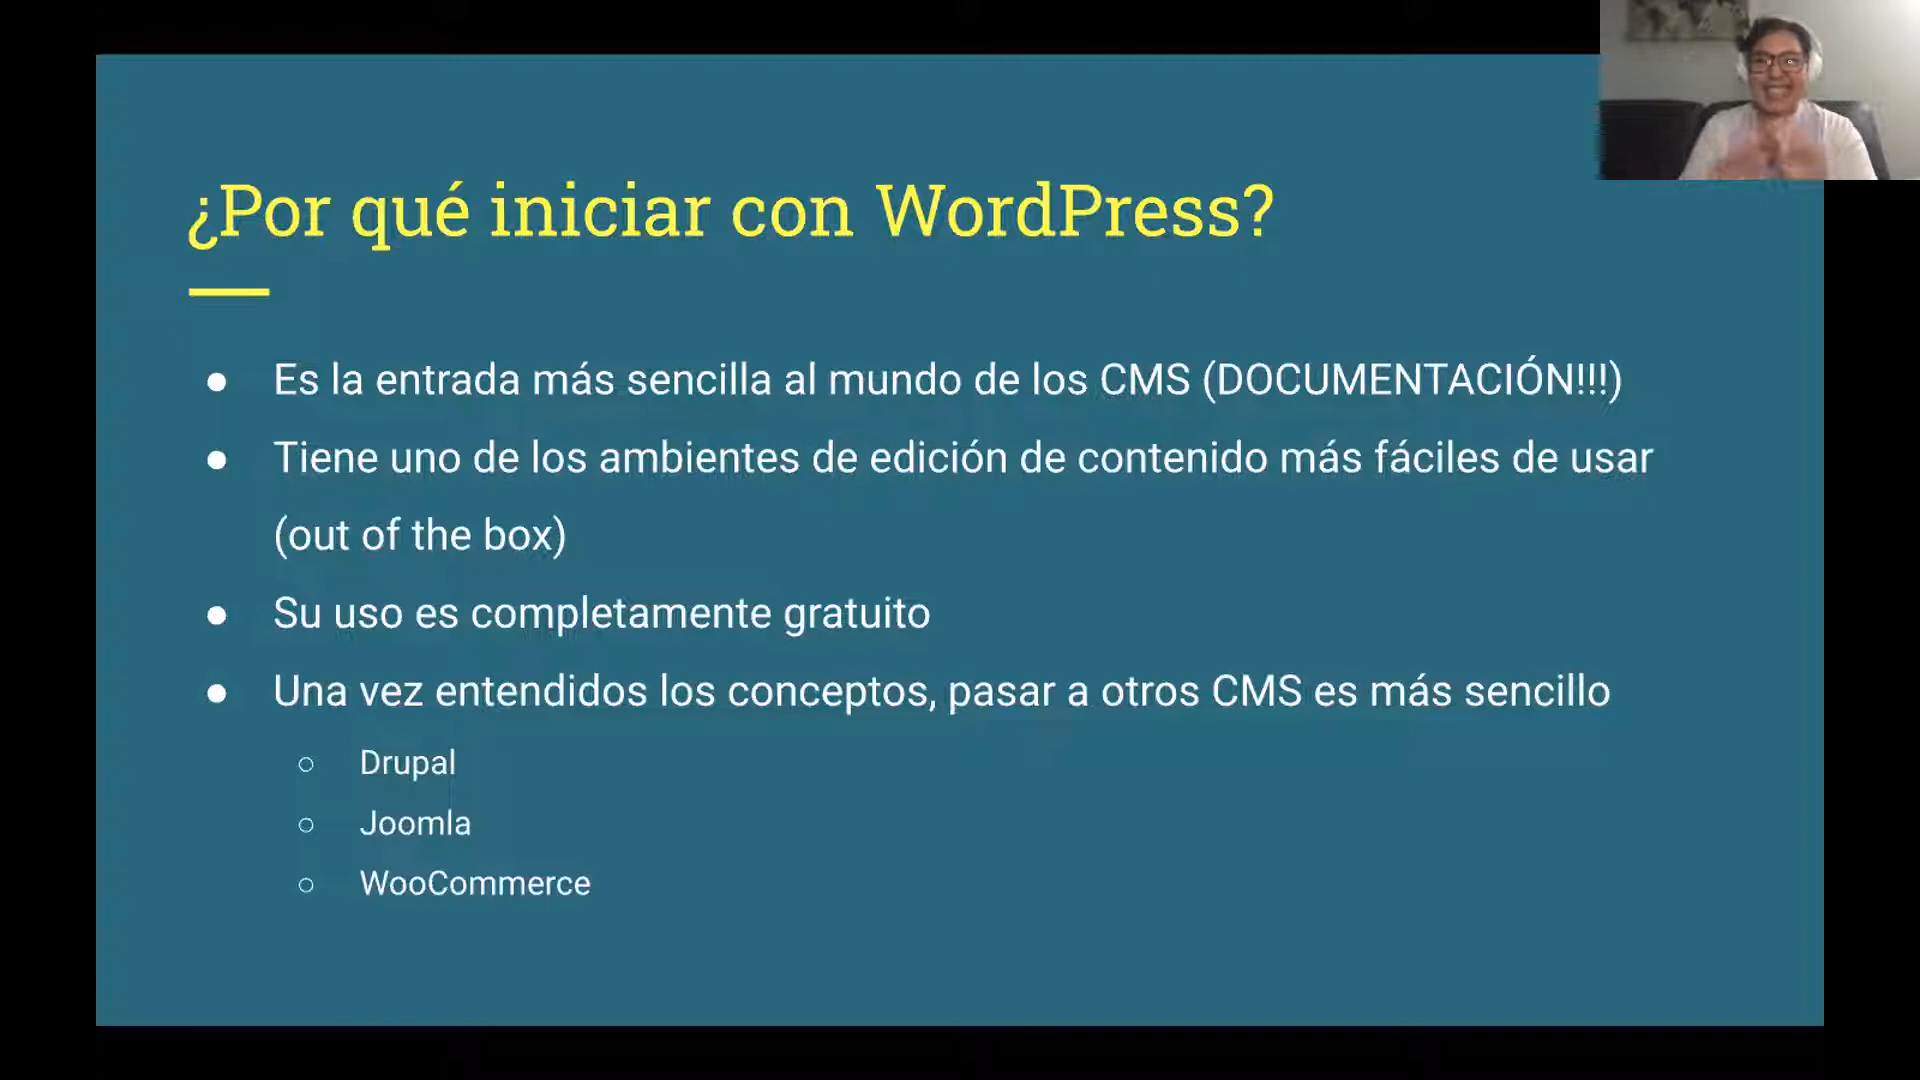 ¿Por qué iniciar con WordPress?
● Es la entrada más sencilla al mundo de los CMS (DOCUMENTACIÓN!!!)
● Tiene uno de los ambientes de edición de contenido más fáciles de usar
(out of the box)
● Su uso es completamente gratuito
● Una vez entendidos los conceptos, pasar a otros CMS es más sencillo
○ Drupal
○ Joomla
○ WooCommerce